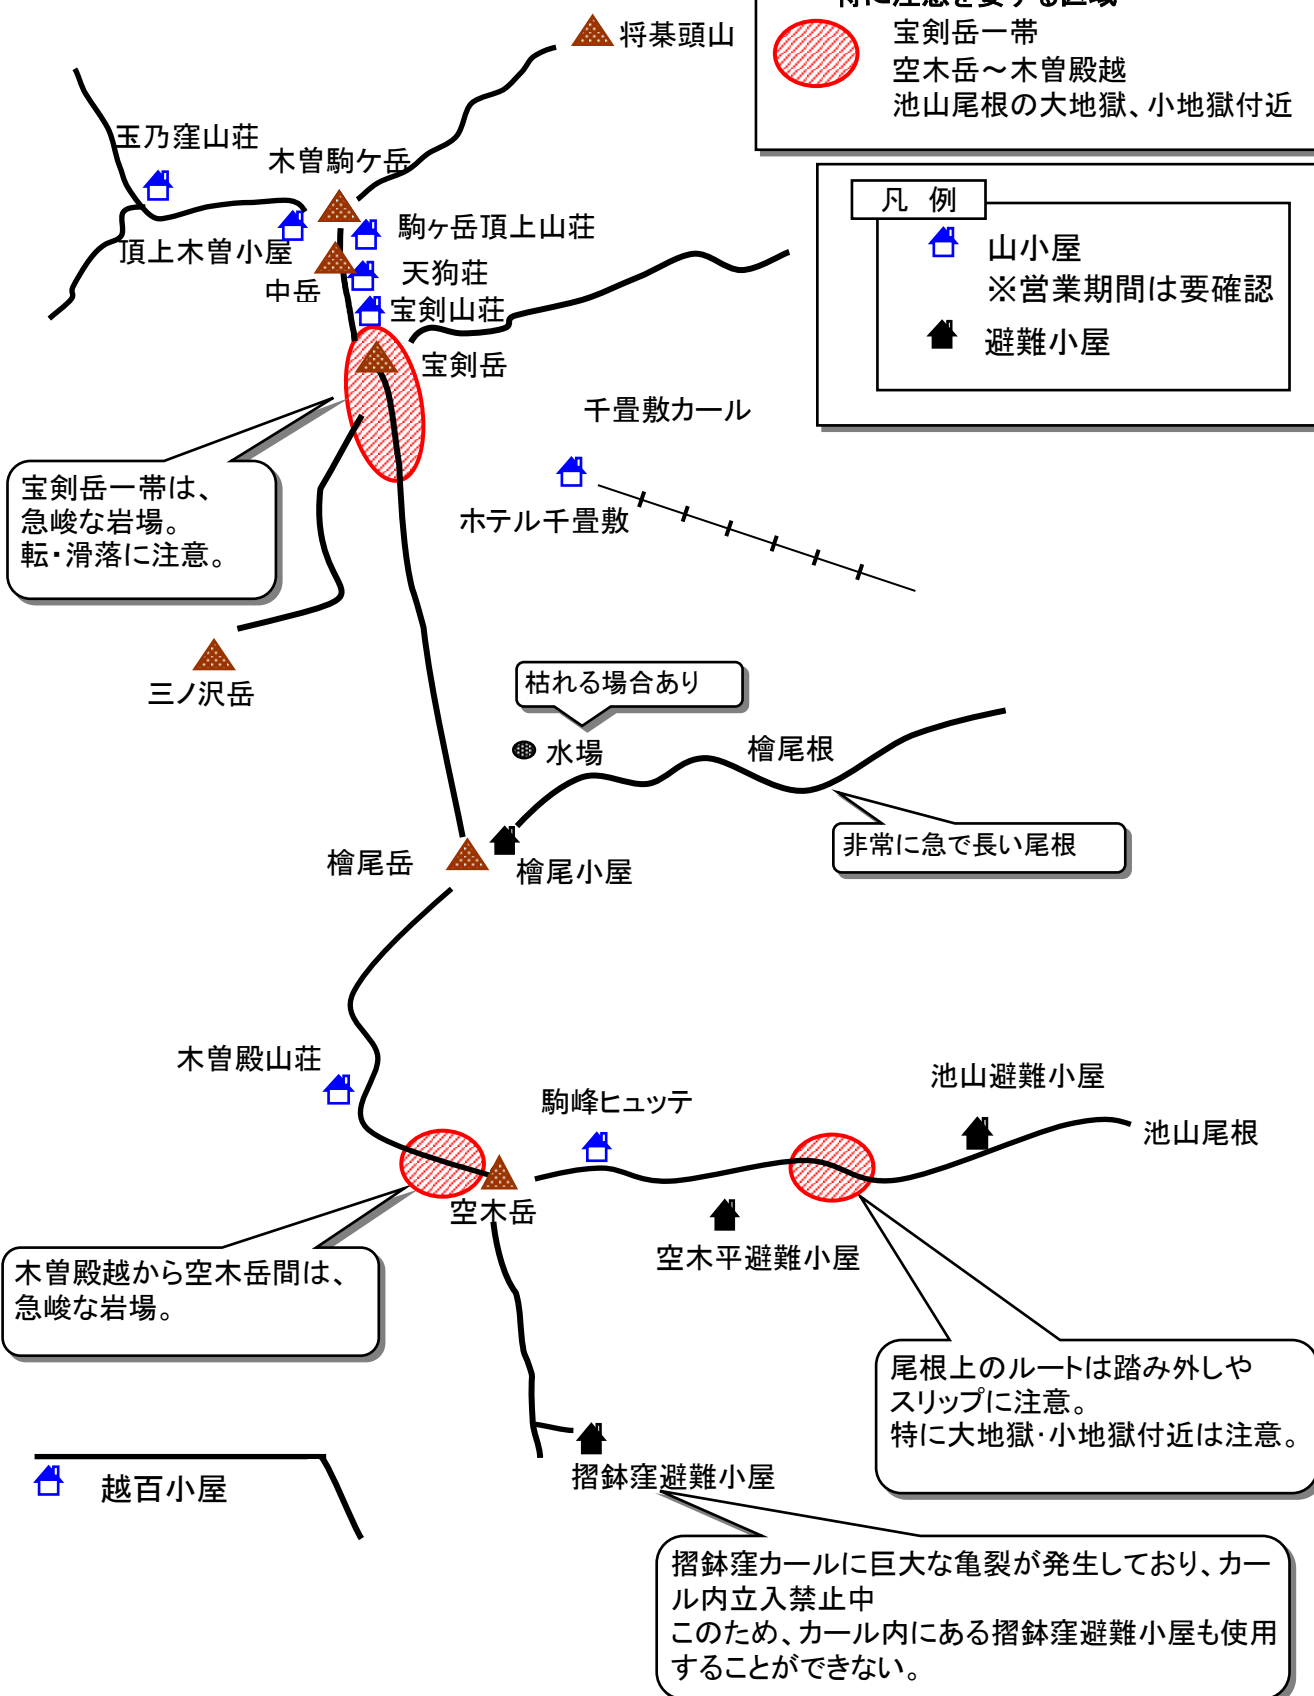 特に注意を要する区域
宝剣岳一帯
空木岳～木曽殿越
池山尾根の大地獄、小地獄付近
将棊頭山
玉乃窪山荘
木曽駒ケ岳
凡 例
山小屋
※営業期間は要確認
避難小屋
駒ヶ岳頂上山荘
頂上木曽小屋
天狗荘
中岳
宝剣山荘
宝剣岳
千畳敷カール
宝剣岳一帯は、
急峻な岩場。
転・滑落に注意。
ホテル千畳敷
三ノ沢岳
枯れる場合あり
水場
檜尾根
非常に急で長い尾根
檜尾岳
檜尾小屋
木曽殿山荘
駒峰ヒュッテ
池山避難小屋
池山尾根
空木岳
空木平避難小屋
木曽殿越から空木岳間は、
急峻な岩場。
尾根上のルートは踏み外しや
スリップに注意。
特に大地獄・小地獄付近は注意。
越百小屋
摺鉢窪避難小屋
摺鉢窪カールに巨大な亀裂が発生しており、カー
ル内立入禁止中
このため、カール内にある摺鉢窪避難小屋も使用
することができない。